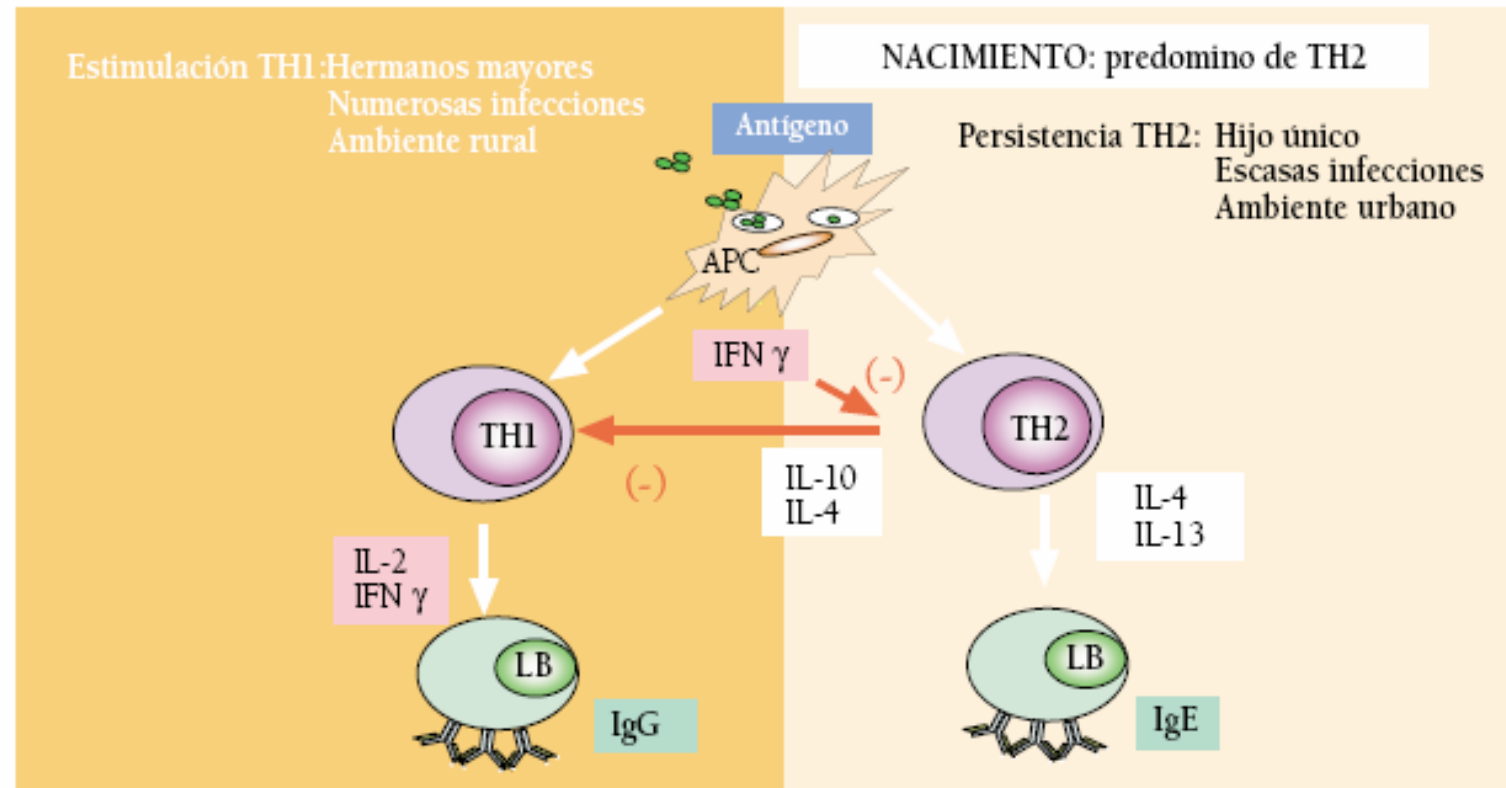 Estimulación TH1:Hermanos mayores
Numerosas infecciones
Ambiente rural
NACIMIENTO: predomino de TH2
Persistencia TH2: Hijo único
Escasas infecciones
Ambiente urbano
Antígeno
APC
IFN γ
(-)
TH1
TH2
(-)
IL-10
IL-4
IL-4
IL-13
IL-2
IFN γ
LB
IgG
LB
IgE